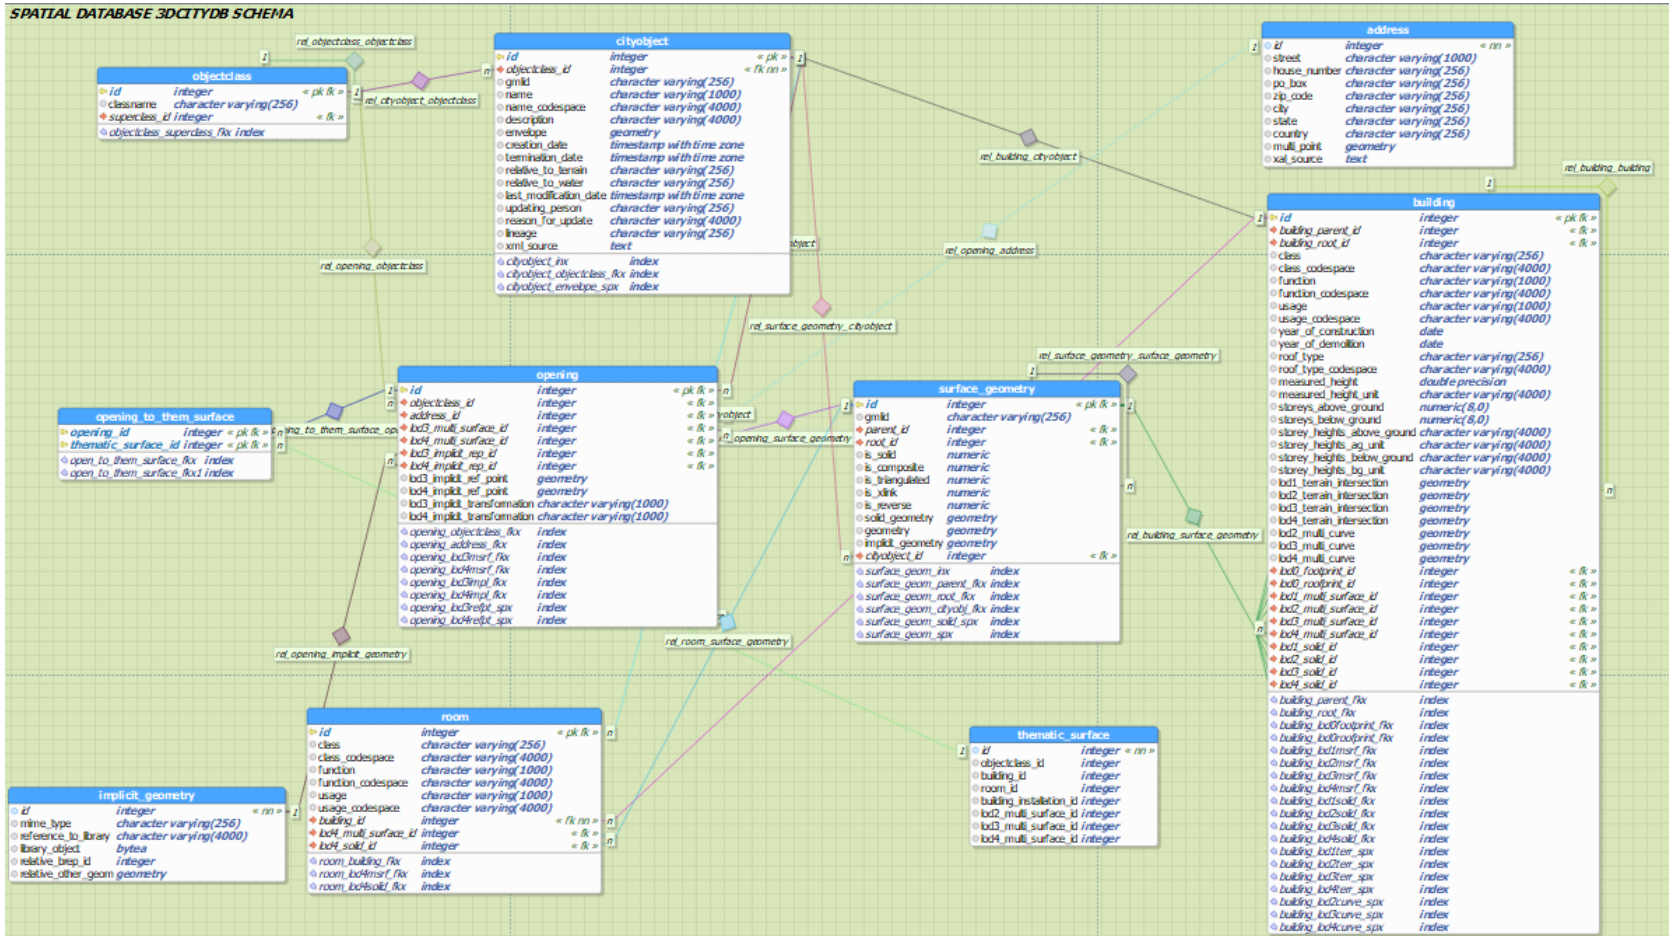 SPATIAL DATABASE 3DCITYDB SCHEMA
rel_objectclass_objectclass
1
objectclass
id integer « pk fk »
classname character varying(256)
superclass_id integer « fk »
objectclass_superclass_fkx index
1
rel_cityobject_objectclass
n
cityobject
id integer « pk »
objectclass_id integer « fk nn »
gmlid character varying(256)
name character varying(1000)
name_codespace character varying(4000)
description character varying(4000)
envelope geometry
creation_date timestamp with time zone
termination_date timestamp with time zone
relative_to_terrain character varying(256)
relative_to_water character varying(256)
last_modification_date timestamp with time zone
updating_person character varying(256)
reason_for_update character varying(4000)
lineage character varying(256)
xml_source text
cityobject_inx index
cityobject_objectclass_fkx index
cityobject_envelope_spx index
1
rel_building_cityobject
1
address
id integer « nn »
street character varying(1000)
house_number character varying(256)
po_box character varying(256)
zip_code character varying(256)
city character varying(256)
state character varying(256)
country character varying(256)
multi_point geometry
xal_source text
rel_building_building
1
rel_opening_objectclass
object
rel_opening_address
rel_surface_geometry_cityobject
rel_surface_geometry_surface_geometry
1
1
building
id integer « pk fk »
building_parent_id integer « fk »
building_root_id integer « fk »
class character varying(256)
class_codespace character varying(4000)
function character varying(1000)
function_codespace character varying(4000)
usage character varying(1000)
usage_codespace character varying(4000)
year_of_construction date
year_of_demolition date
roof_type character varying(256)
roof_type_codespace character varying(4000)
measured_height double precision
measured_height_unit character varying(4000)
storeys_above_ground numeric(8,0)
storeys_below_ground numeric(8,0)
storey_heights_above_ground character varying(4000)
storey_heights_ag_unit character varying(4000)
storey_heights_below_ground character varying(4000)
storey_heights_bg_unit character varying(4000)
lod1_terrain_intersection geometry
lod2_terrain_intersection geometry
lod3_terrain_intersection geometry
lod4_terrain_intersection geometry
lod2_multi_curve geometry
lod3_multi_curve geometry
lod4_multi_curve geometry
lod0_footprint_id integer « fk »
lod0_roofprint_id integer « fk »
lod1_multi_surface_id integer « fk »
lod2_multi_surface_id integer « fk »
lod3_multi_surface_id integer « fk »
lod4_multi_surface_id integer « fk »
lod1_solid_id integer « fk »
lod2_solid_id integer « fk »
lod3_solid_id integer « fk »
lod4_solid_id integer « fk »
building_parent_fkx index
building_root_fkx index
building_lod0footprint_fkx index
building_lod0roofprint_fkx index
building_lod1msrf_fkx index
building_lod2msrf_fkx index
building_lod3msrf_fkx index
building_lod4msrf_fkx index
building_lod1solid_fkx index
building_lod2solid_fkx index
building_lod3solid_fkx index
building_lod4solid_fkx index
building_lod1terr_spx index
building_lod2terr_spx index
building_lod3terr_spx index
building_lod4terr_spx index
building_lod2curve_spx index
building_lod3curve_spx index
building_lod4curve_spx index
n
n
opening_to_them_surface
opening_id integer « pk fk »
thematic_surface_id integer « pk fk »
open_to_them_surface_fkx index
open_to_them_surface_fkx1 index
n
n
ng_to_them_surface_op
1
n
n
opening
id integer « pk fk »
objectclass_id integer « fk »
address_id integer « fk »
lod3_multi_surface_id integer « fk »
lod4_multi_surface_id integer « fk »
lod3_implicit_rep_id integer « fk »
lod4_implicit_rep_id integer « fk »
lod3_implicit_ref_point geometry
lod4_implicit_ref_point geometry
lod3_implicit_transformation character varying(1000)
lod4_implicit_transformation character varying(1000)
opening_objectclass_fkx index
opening_address_fkx index
opening_lod3msrf_fkx index
opening_lod4msrf_fkx index
opening_lod3impl_fkx index
opening_lod4impl_fkx index
opening_lod3refpt_spx index
opening_lod4refpt_spx index
n
yobject
n
opening_surface_geometry
1
surface_geometry
id integer « pk fk »
gmlid character varying(256)
parent_id integer « fk »
root_id integer « fk »
is_solid numeric
is_composite numeric
is_triangulated numeric
is_xlink numeric
is_reverse numeric
solid_geometry geometry
geometry geometry
implicit_geometry geometry
cityobject_id integer « fk »
surface_geom_inx index
surface_geom_parent_fkx index
surface_geom_root_fkx index
surface_geom_cityobj_fkx index
surface_geom_solid_spx index
surface_geom_spx index
1
n
n
rel_building_surface_geometry
rel_room_surface_geometry
rel_opening_implicit_geometry
room
id integer « pk fk »
class character varying(256)
class_codespace character varying(4000)
function character varying(1000)
function_codespace character varying(4000)
usage character varying(1000)
usage_codespace character varying(4000)
building_id integer « fk nn »
lod4_multi_surface_id integer « fk »
lod4_solid_id integer « fk »
room_building_fkx index
room_lod4msrf_fkx index
room_lod4solid_fkx index
n
n
n
implicit_geometry
id integer « nn »
mime_type character varying(256)
reference_to_library character varying(4000)
library_object bytea
relative_brep_id integer
relative_other_geom geometry
1
1
thematic_surface
id integer « nn »
objectclass_id integer
building_id integer
room_id integer
building_installation_id integer
lod2_multi_surface_id integer
lod3_multi_surface_id integer
lod4_multi_surface_id integer